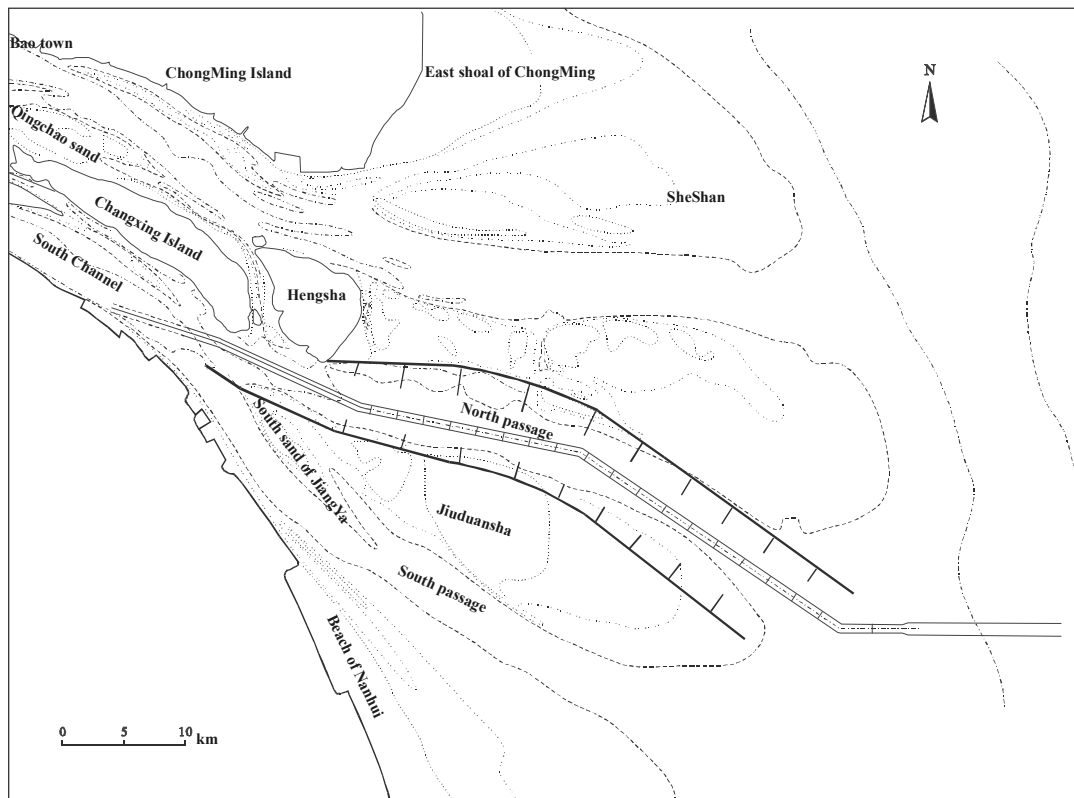 Bao town
ChongMing Island
East shoal of ChongMing
N
Qingchao sand
SheShan
Changxing Island
South Channel
Hengsha
North passage
South sand of JiangYa
Jiuduansha
South passage
Beach of Nanhui
0 5 10 km